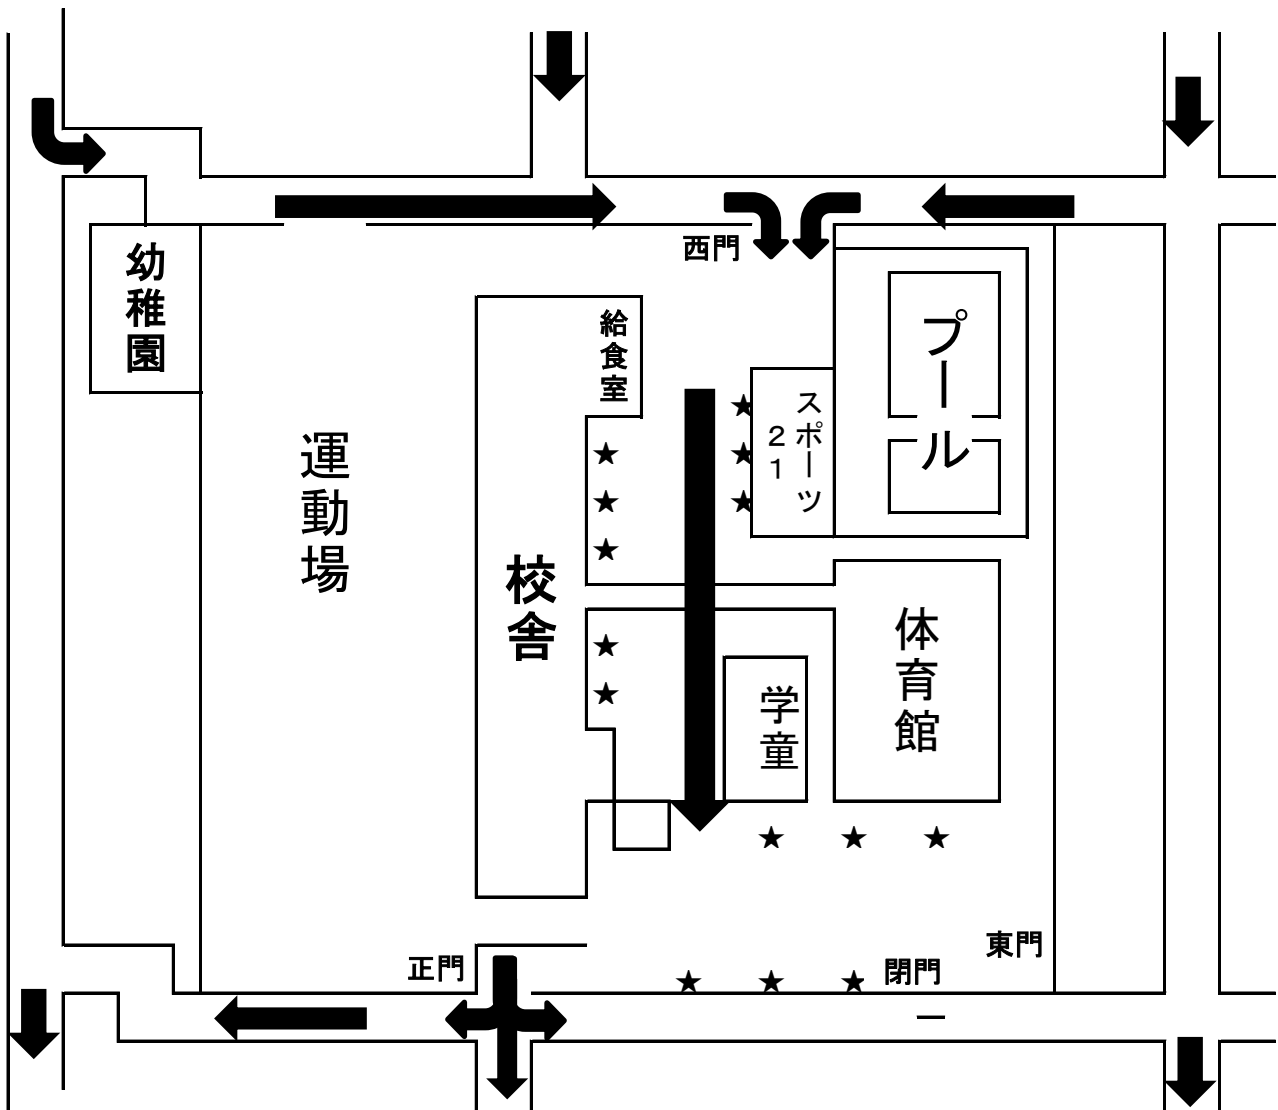 西門
幼稚園
給食室
プール
スポーツ
21
運動場
校舎
体育館
学童
東門
正門
閉門